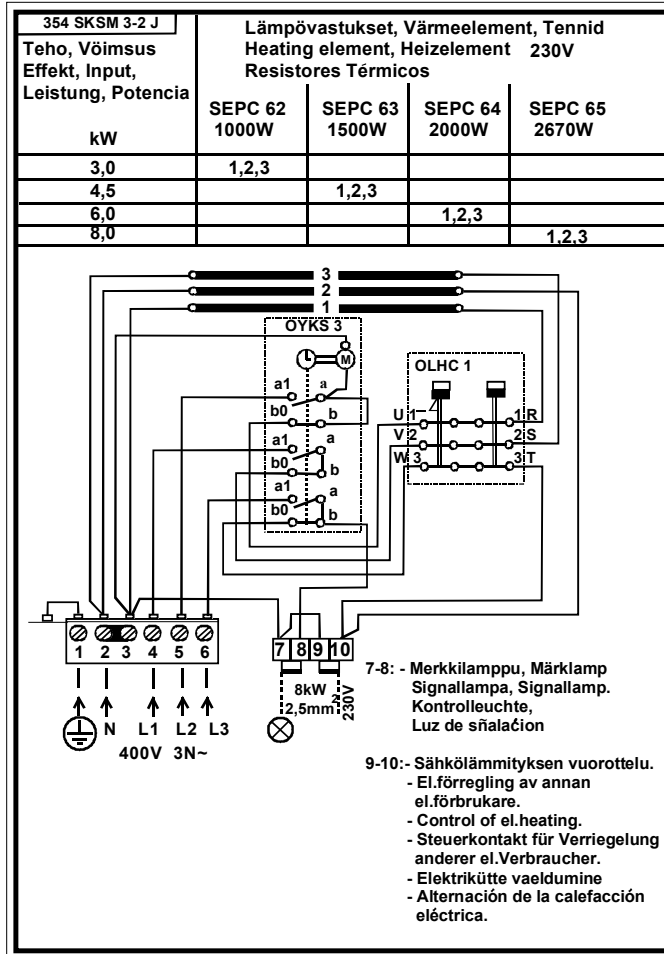 354 SKSM 3-2 J
Teho, Vöimsus
Effekt, Input,
Leistung, Potencia
kW
Lämpövastukset, Värmeelement, Tennid
Heating element, Heizelement 230V
Resistores Térmicos
SEPC 62 SEPC 63 SEPC 64 SEPC 65
1000W 1500W 2000W 2670W
3,0 1,2,3
4,5 1,2,3
6,0 1,2,3
8,0 1,2,3
3
2
1
OYKS 3
M
a1 a
b0 b
a1 a
b0 b
a1 a
b0 b
OLHC 1
U 1 1 R
V 2 2 S
W 3 3 T
1 2 3 4 5 6
N L1 L2 L3
400V 3N~
7 8 9 10
8kW
2,5mm²
230V
7-8: - Merkkilamppu, Märklamp
Signallampa, Signallamp.
Kontrolleuchte,
Luz de sñalaćion
9-10:- Sähkölämmityksen vuorottelu.
- El.förregling av annan
el.förbrukare.
- Control of el.heating.
- Steuerkontakt für Verriegelung
anderer el.Verbraucher.
- Elektrikütte vaeldumine
- Alternación de la calefacción
eléctrica.